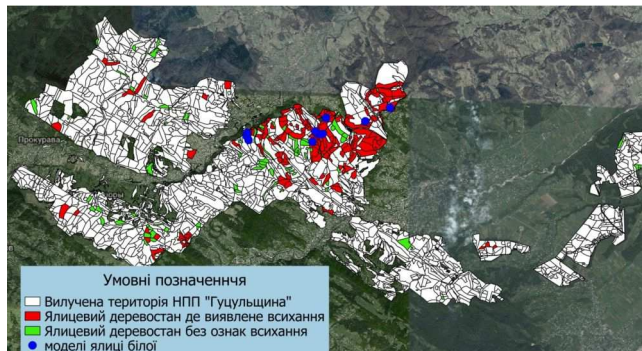 Прокурава
Умовні позначеннчя
Вилучена територія НПП "Гуцульщина"
Ялицевий деревостан де виявлене всихання
Ялицевий деревостан без ознак всихання
моделі ялиці білої